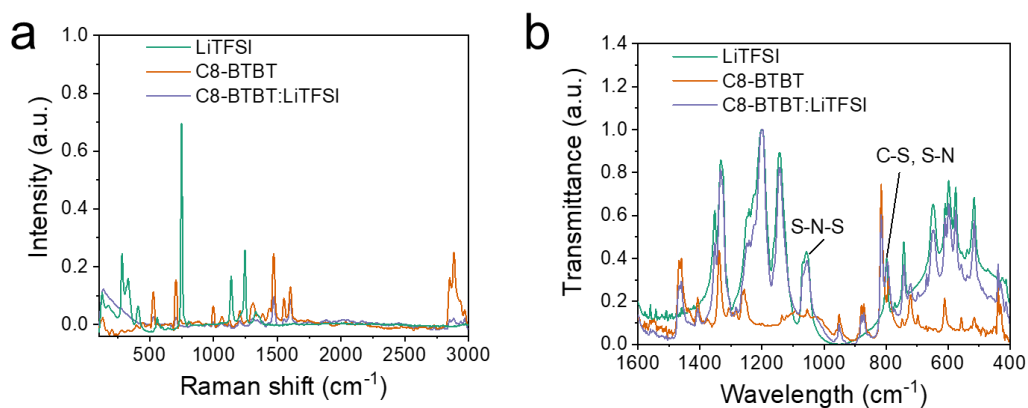 a
Intensity (a.u.)
1.0
0.8
0.6
0.4
0.2
0.0
LiTFSI
C8-BTBT
C8-BTBT:LiTFSI
500 1000 1500 2000 2500 3000
Raman shift (cm-1)
b
Transmittance (a.u.)
1.4
1.2
1.0
0.8
0.6
0.4
0.2
0.0
LiTFSI
C8-BTBT
C8-BTBT:LiTFSI
C-S, S-N
S-N-S
1600 1400 1200 1000 800 600 400
Wavelength (cm-1)